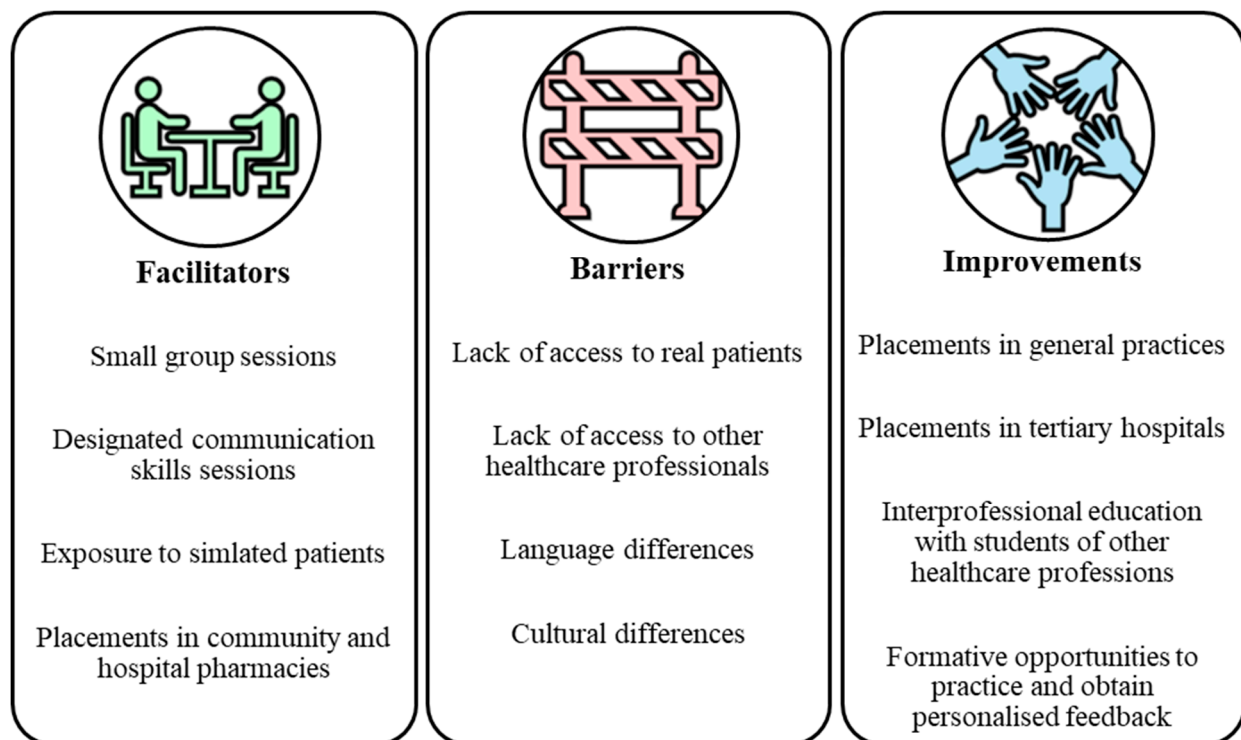 Facilitators
Small group sessions
Designated communication
skills sessions
Exposure to simlated patients
Placements in community and
hospital pharmacies
Barriers
Lack of access to real patients
Lack of access to other
healthcare professionals
Language differences
Cultural differences
Improvements
Placements in general practices
Placements in tertiary hospitals
Interprofessional education
with students of other
healthcare professions
Formative opportunities to
practice and obtain
personalised feedback